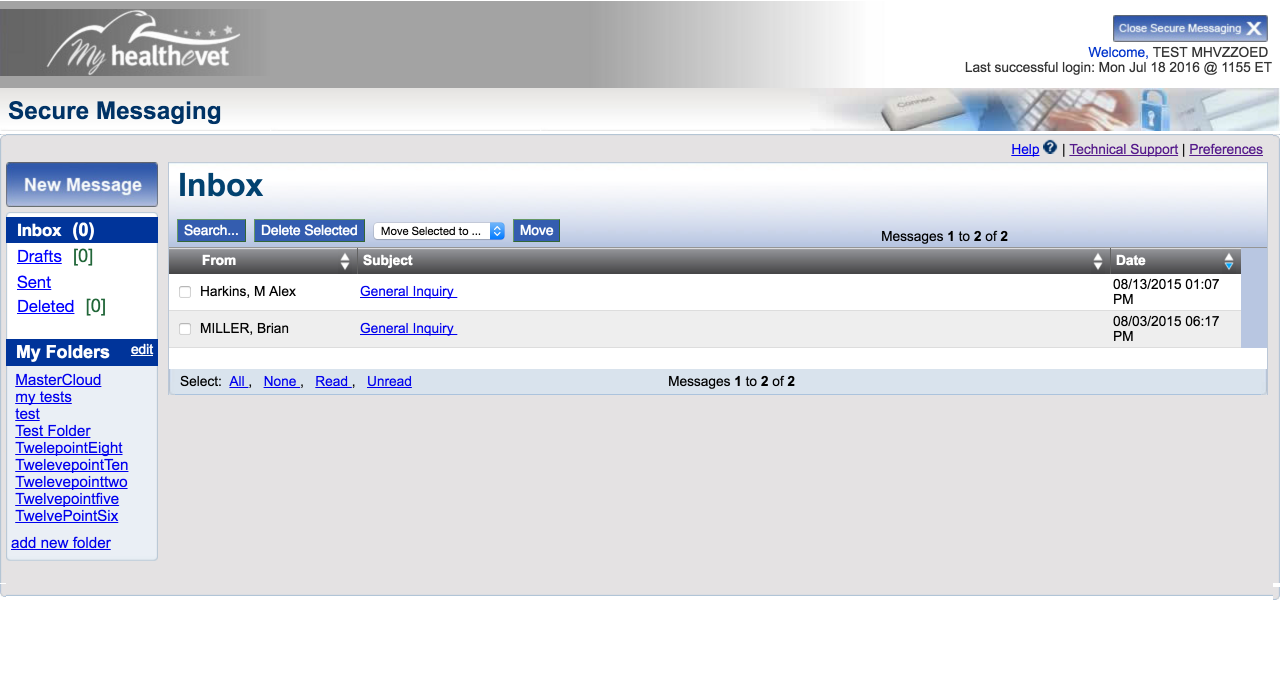 My healthevet
Close Secure Messaging X
Welcome, TEST MHVZZOED
Last successful login: Mon Jul 18 2016 @ 1155 ET
Secure Messaging
Connect
Help ? | Technical Support | Preferences
New Message
Inbox (0)
Drafts [0]
Sent
Deleted [0]
My Folders edit
MasterCloud
my tests
test
Test Folder
TwelepointEight
TwelevepointTen
Twelevepointtwo
Twelvepointfive
TwelvePointSix
add new folder
Inbox
Search... Delete Selected Move Selected to ... Move
Messages 1 to 2 of 2
From Subject Date
Harkins, M Alex General Inquiry 08/13/2015 01:07
PM
MILLER, Brian General Inquiry 08/03/2015 06:17
PM
Select: All , None , Read , Unread Messages 1 to 2 of 2